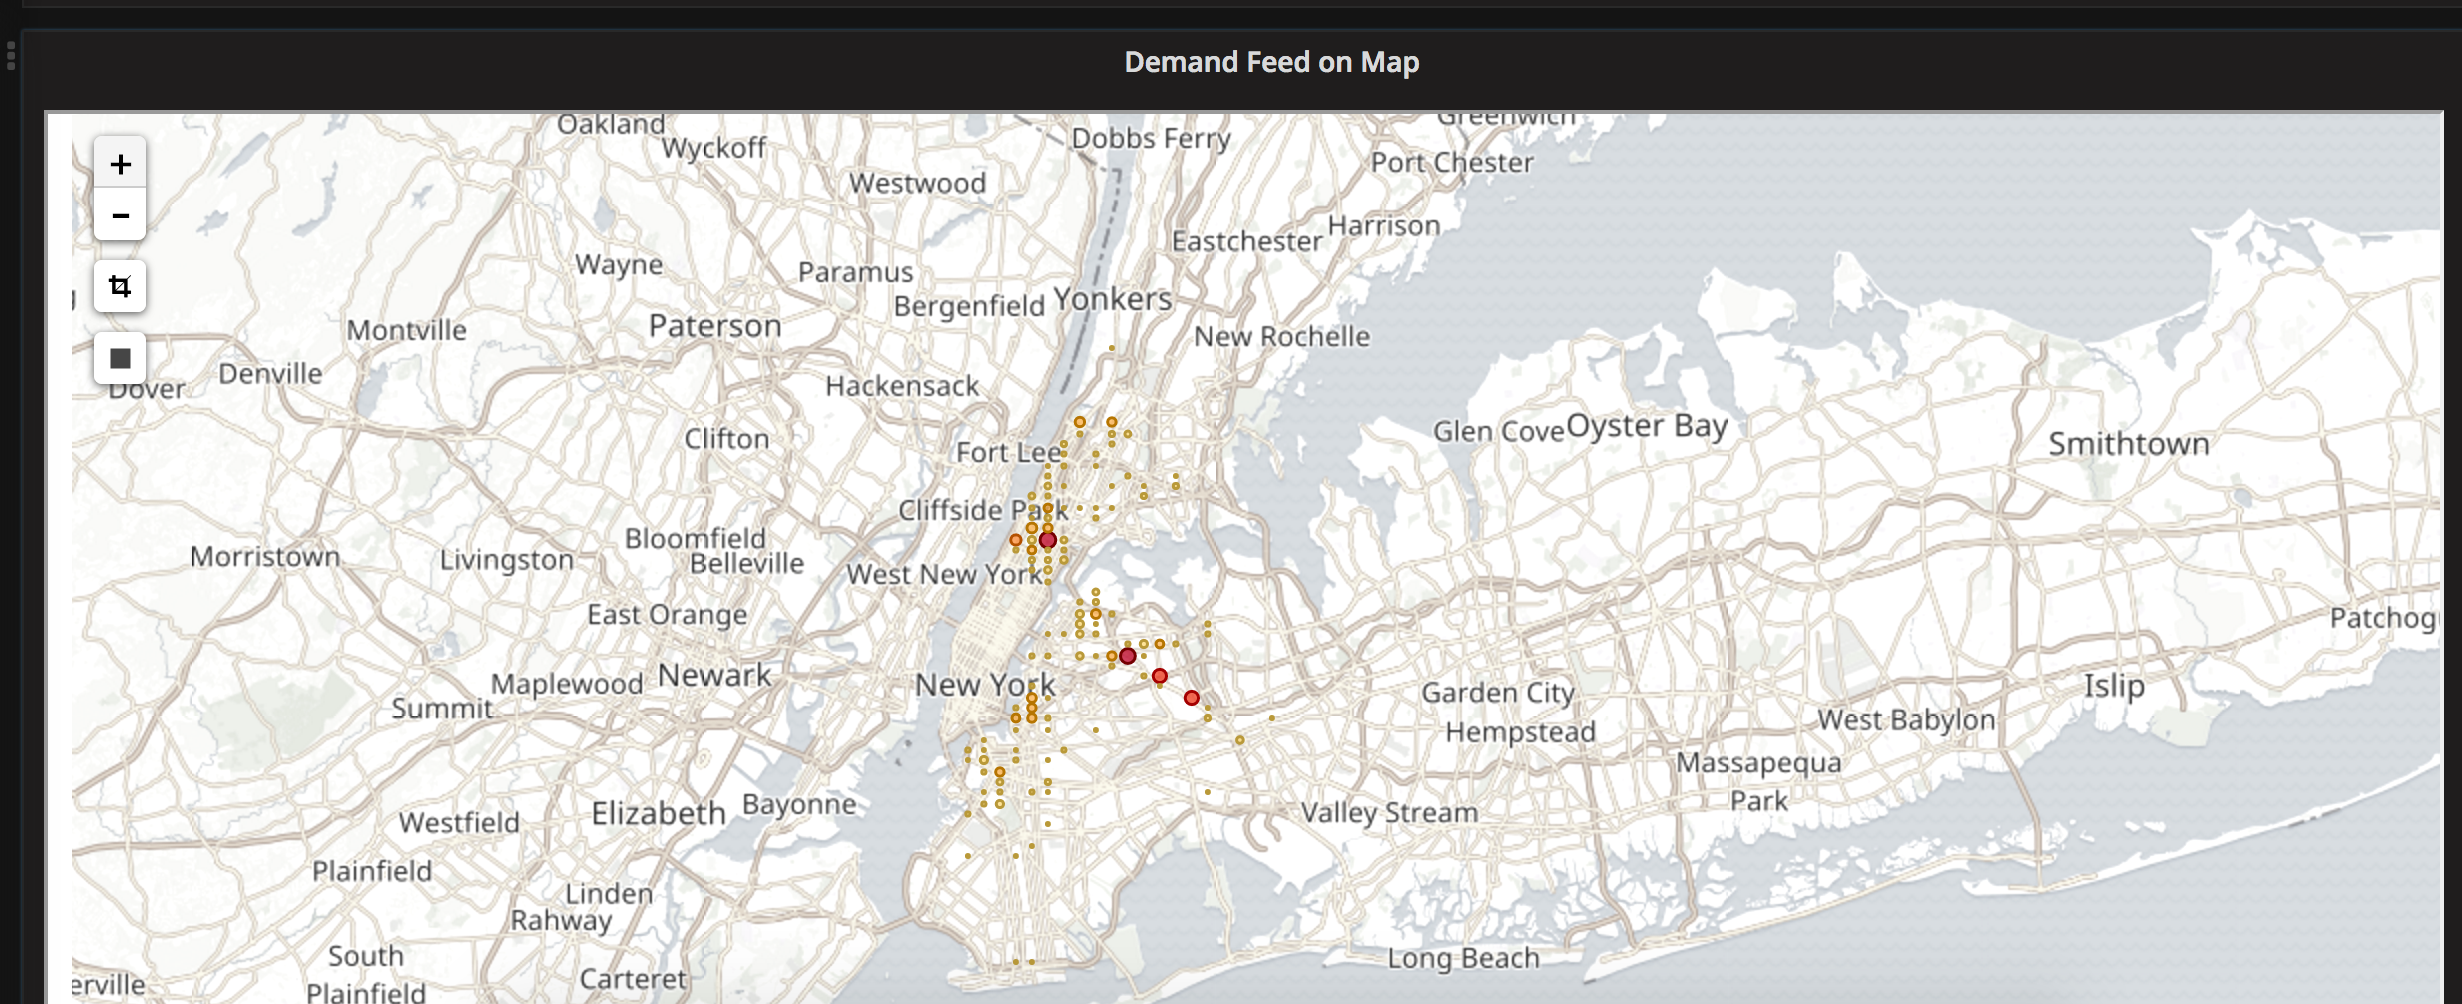 Demand Feed on Map
Oakland
Greenwich
Dobbs Ferry
Wyckoff
Port Chester
Westwood
Harrison
Eastchester
Wayne
Paramus
Yonkers
Bergenfield
Paterson
Montville
New Rochelle
Denville
Hackensack
Dover
Oyster Bay
Glen Cove
Clifton
Smithtown
Fort Lee
Cliffside Park
Bloomfield
Morristown
Livingston
Belleville
West New York
East Orange
Patchog
Newark
Maplewood
New York
Islip
Garden City
Summit
West Babylon
Hempstead
Massapequa
Park
Bayonne
Elizabeth
Valley Stream
Westfield
Plainfield
Linden
Rahway
South
Plainfield
Long Beach
Carteret
erville